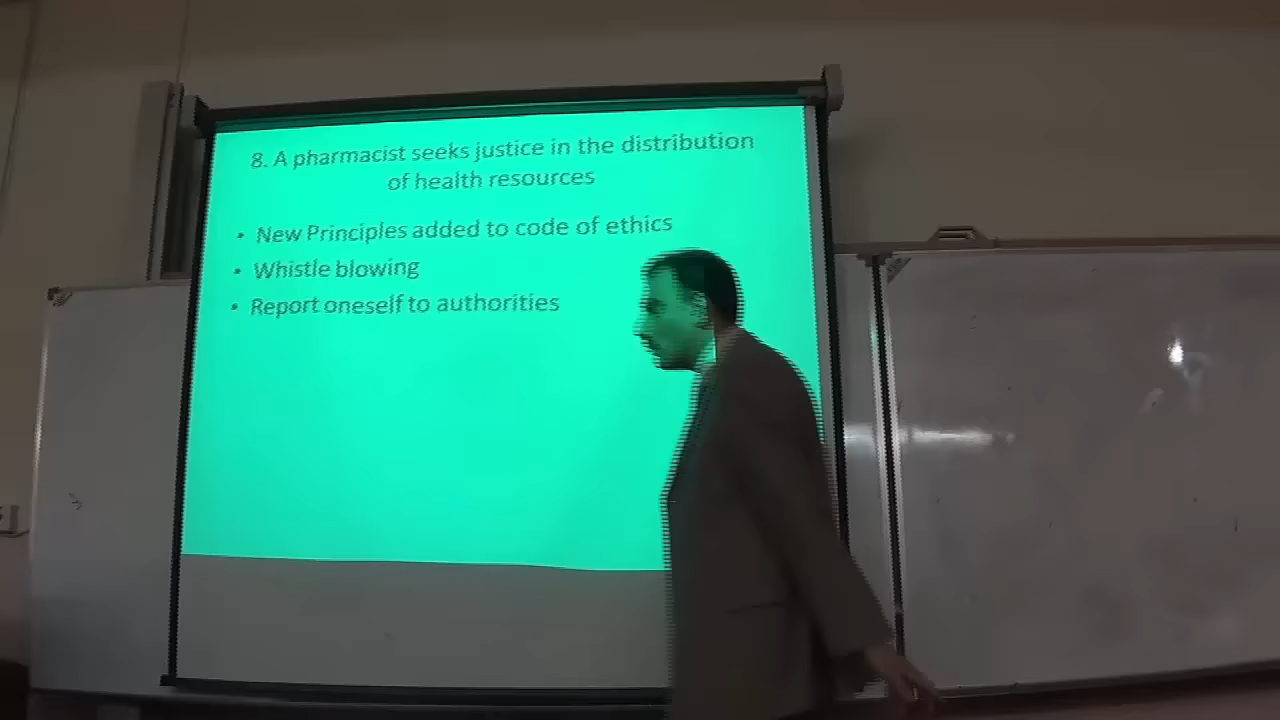 8. A pharmacist seeks justice in the distribution
of health resources
• New Principles added to code of ethics
• Whistle blowing
• Report oneself to authorities